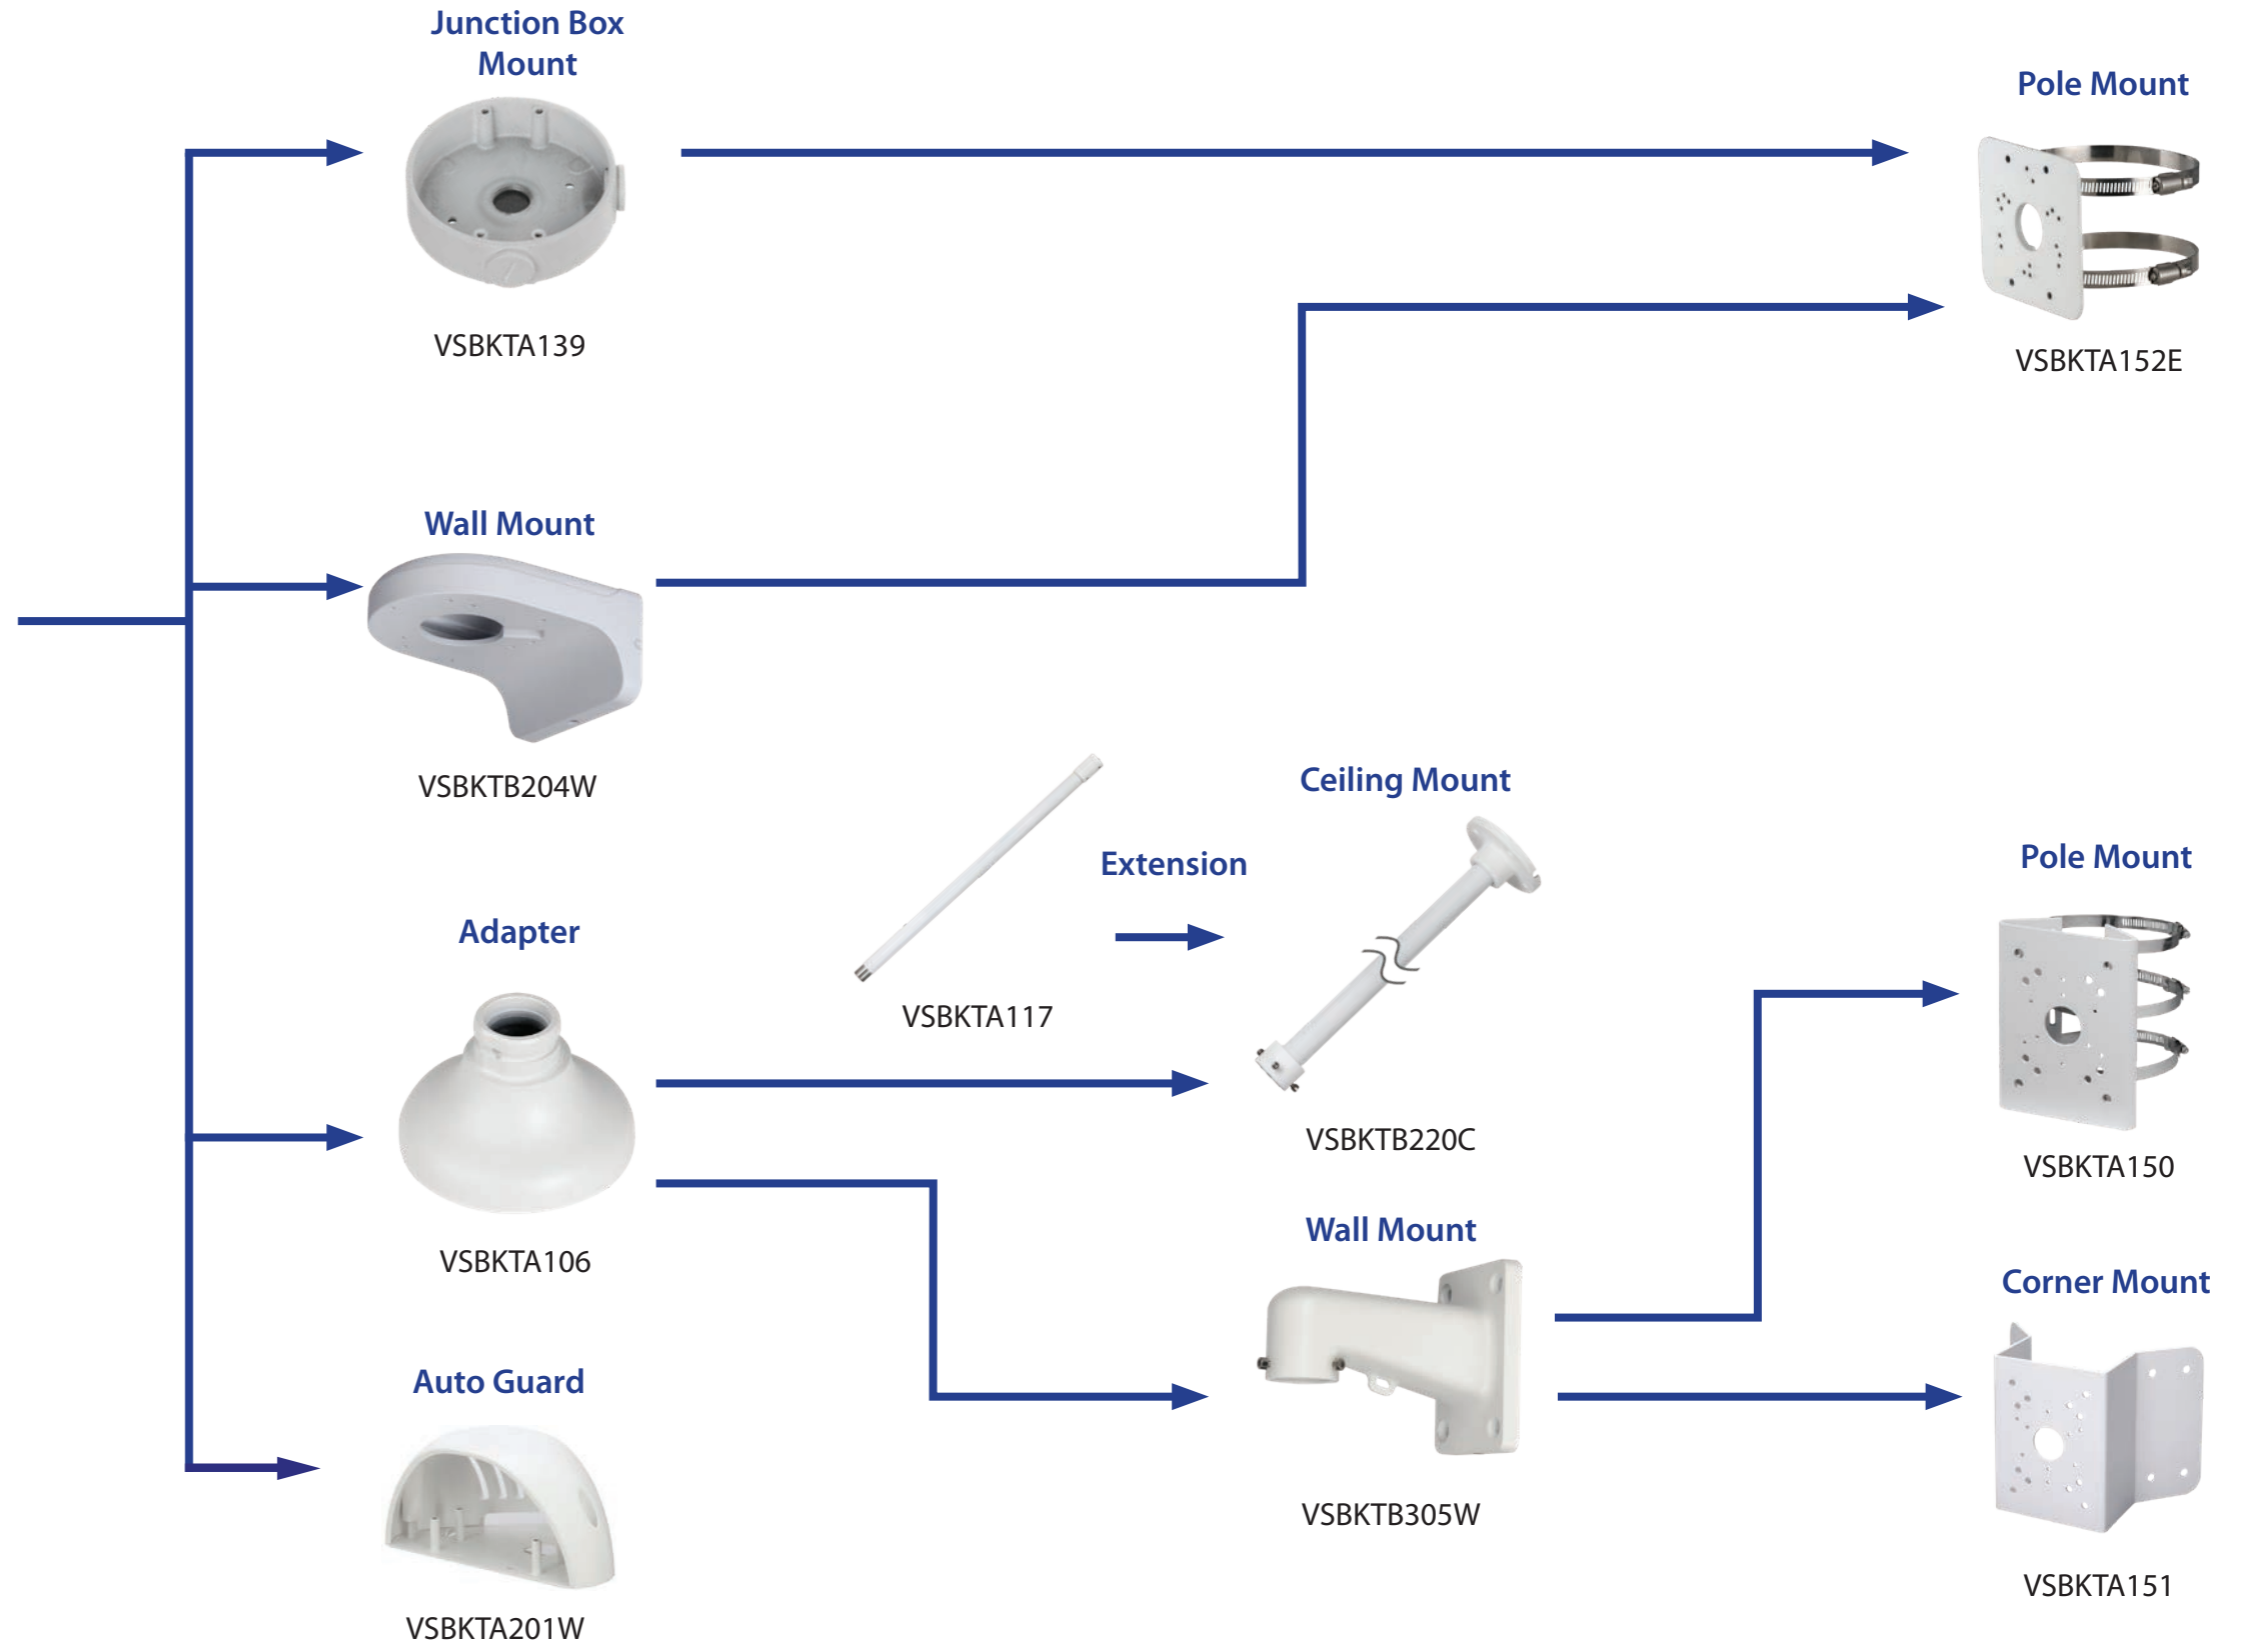 Junction Box
Mount
VSBKTA139
Pole Mount
VSBKTA152E
Wall Mount
VSBKTB204W
Adapter
VSBKTA106
VSBKTA117
Extension
Ceiling Mount
VSBKTB220C
Pole Mount
VSBKTA150
Wall Mount
VSBKTB305W
Corner Mount
VSBKTA151
Auto Guard
VSBKTA201W